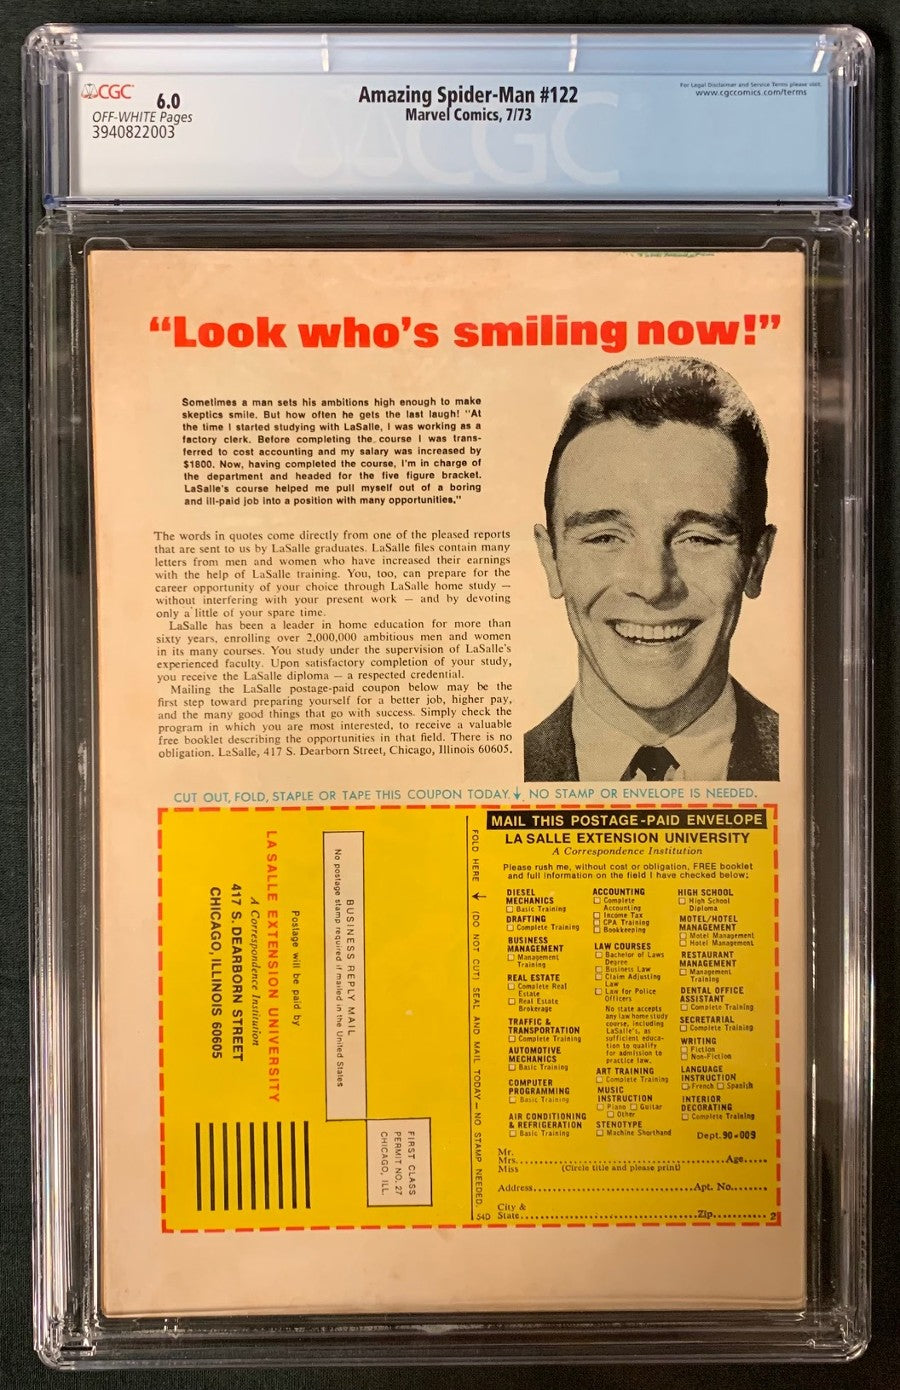 CGC 6.0
OFF-WHITE Pages
3940822003
Amazing Spider-Man #122
Marvel Comics, 7/73
For Legal Disclaimer and Service Terms please visit:
www.cgccomics.com/terms
CGC
"Look who's smiling now!"
Sometimes a man sets his ambitions high enough to make
skeptics smile. But how often he gets the last laugh! "At
the time I started studying with LaSalle, I was working as a
factory clerk. Before completing the course I was trans-
ferred to cost accounting and my salary was increased by
$1800. Now, having completed the course, I'm in charge of
the department and headed for the five figure bracket.
LaSalle's course helped me pull myself out of a boring
and ill-paid job into a position with many opportunities."
The words in quotes come directly from one of the pleased reports
that are sent to us by LaSalle graduates. LaSalle files contain many
letters from men and women who have increased their earnings
with the help of LaSalle training. You, too, can prepare for the
career opportunity of your choice through LaSalle home study —
without interfering with your present work — and by devoting
only a little of your spare time.
LaSalle has been a leader in home education for more than
sixty years, enrolling over 2,000,000 ambitious men and women
in its many courses. You study under the supervision of LaSalle's
experienced faculty. Upon satisfactory completion of your study,
you receive the LaSalle diploma — a respected credential.
Mailing the LaSalle postage-paid coupon below may be the
first step toward preparing yourself for a better job, higher pay,
and the many good things that go with success. Simply check the
program in which you are most interested, to receive a valuable
free booklet describing the opportunities in that field. There is no
obligation. LaSalle, 417 S. Dearborn Street, Chicago, Illinois 60605.
CUT OUT, FOLD, STAPLE OR TAPE THIS COUPON TODAY. NO STAMP OR ENVELOPE IS NEEDED.
FIRST CLASS
PERMIT NO. 27
CHICAGO, ILL.
BUSINESS REPLY MAIL
No postage stamp required if mailed in the United States
Postage will be paid by
LA SALLE EXTENSION UNIVERSITY
A Correspondence Institution
417 S. DEARBORN STREET
CHICAGO, ILLINOIS 60605
FOLD HERE (DO NOT CUT) SEAL AND MAIL TODAY — NO STAMP NEEDED.
MAIL THIS POSTAGE-PAID ENVELOPE
LA SALLE EXTENSION UNIVERSITY
A Correspondence Institution
Please rush me, without cost or obligation, FREE booklet
and full information on the field I have checked below:
DIESEL
MECHANICS
Basic Training
DRAFTING
Complete Training
BUSINESS
MANAGEMENT
Management
Training
REAL ESTATE
Complete Real
Estate
Real Estate
Brokerage
TRAFFIC &
TRANSPORTATION
Complete Training
AUTOMOTIVE
MECHANICS
Basic Training
COMPUTER
PROGRAMMING
Basic Training
AIR CONDITIONING
& REFRIGERATION
Basic Training
ACCOUNTING
Complete
Accounting
Income Tax
CPA Training
Bookkeeping
LAW COURSES
Bachelor of Laws
Degree
Business Law
Claim Adjusting
Law
Law for Police
Officers
No state accepts
any law home study
course, including
LaSalle's, as
sufficient educa-
tion to qualify
for admission to
practice law.
ART TRAINING
Complete Training
MUSIC
INSTRUCTION
Piano Guitar
Other
STENOTYPE
Machine Shorthand
HIGH SCHOOL
High School
Diploma
MOTEL/HOTEL
MANAGEMENT
Motel Management
Hotel Management
RESTAURANT
MANAGEMENT
Management
Training
DENTAL OFFICE
ASSISTANT
Complete Training
SECRETARIAL
Complete Training
WRITING
Fiction
Non-Fiction
LANGUAGE
INSTRUCTION
French Spanish
INTERIOR
DECORATING
Complete Training
Dept. 90-009
Mr.
Mrs. Age
Miss (Circle title and please print)
Address Apt. No.
City &
State Zip 2
54D